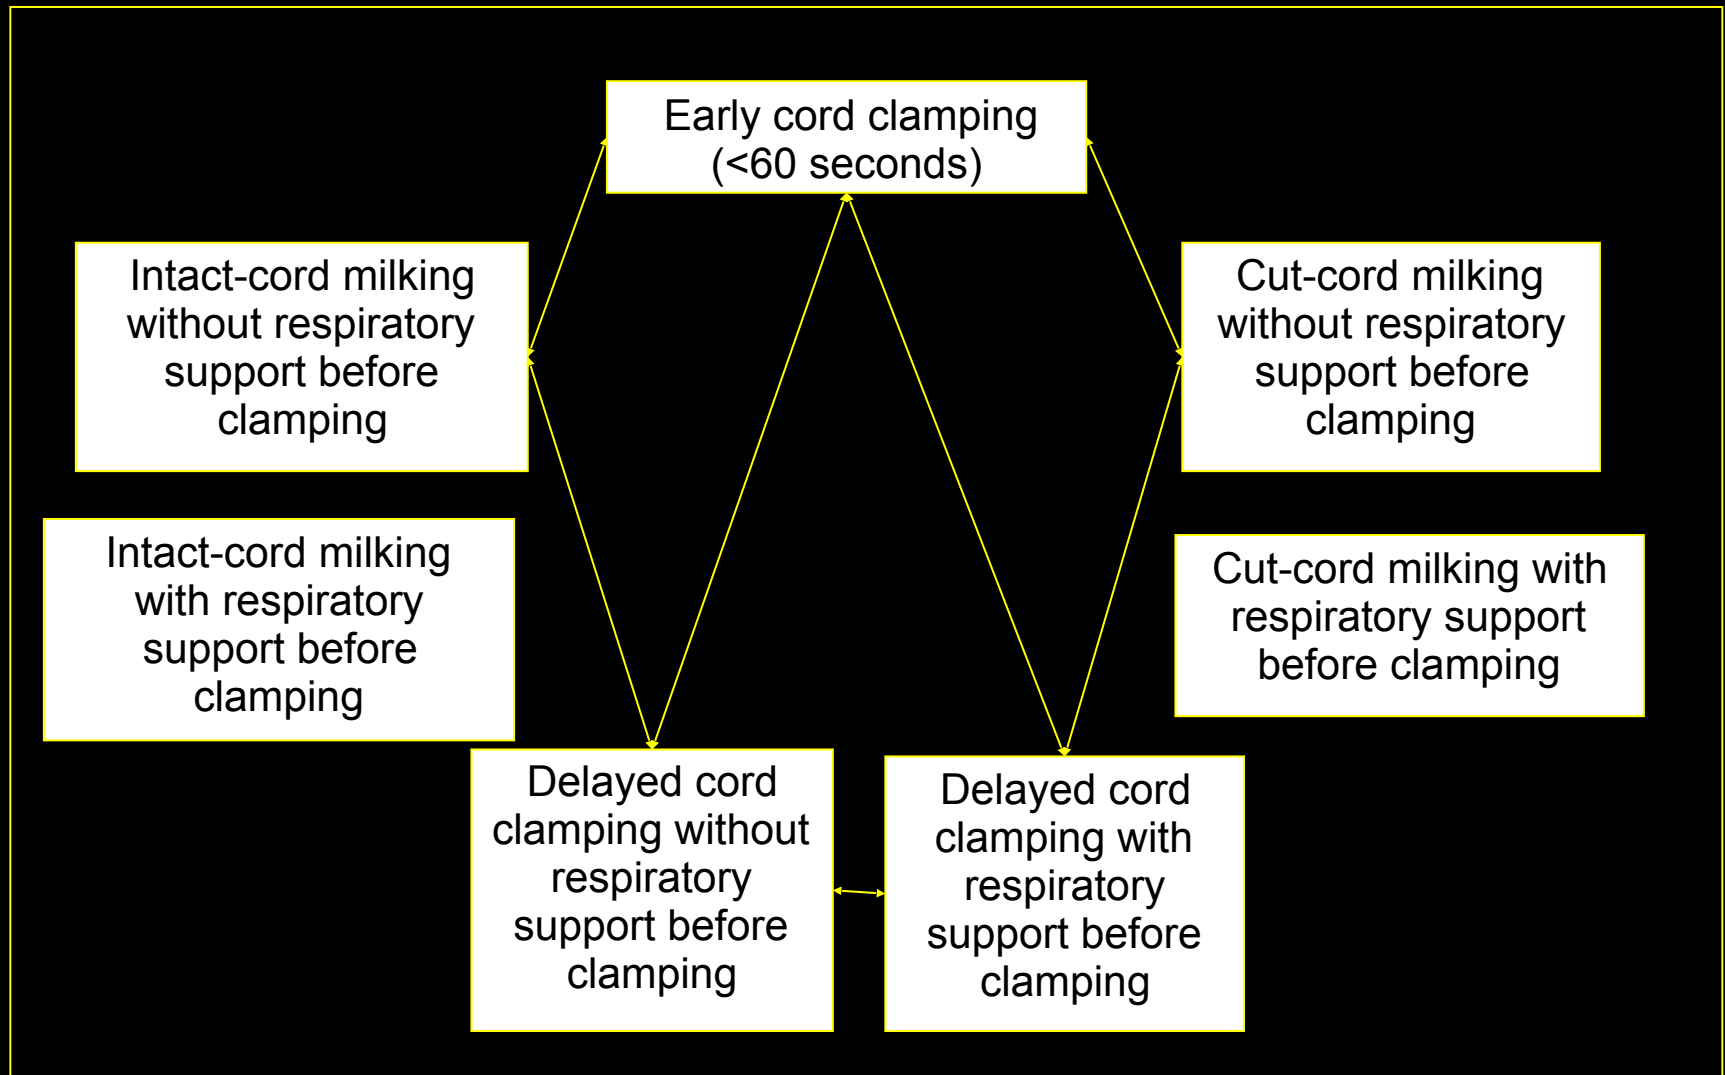 Early cord clamping
(<60 seconds)
Intact-cord milking
without respiratory
support before
clamping
Cut-cord milking
without respiratory
support before
clamping
Intact-cord milking
with respiratory
support before
clamping
Cut-cord milking with
respiratory support
before clamping
Delayed cord
clamping without
respiratory
support before
clamping
Delayed cord
clamping with
respiratory
support before
clamping